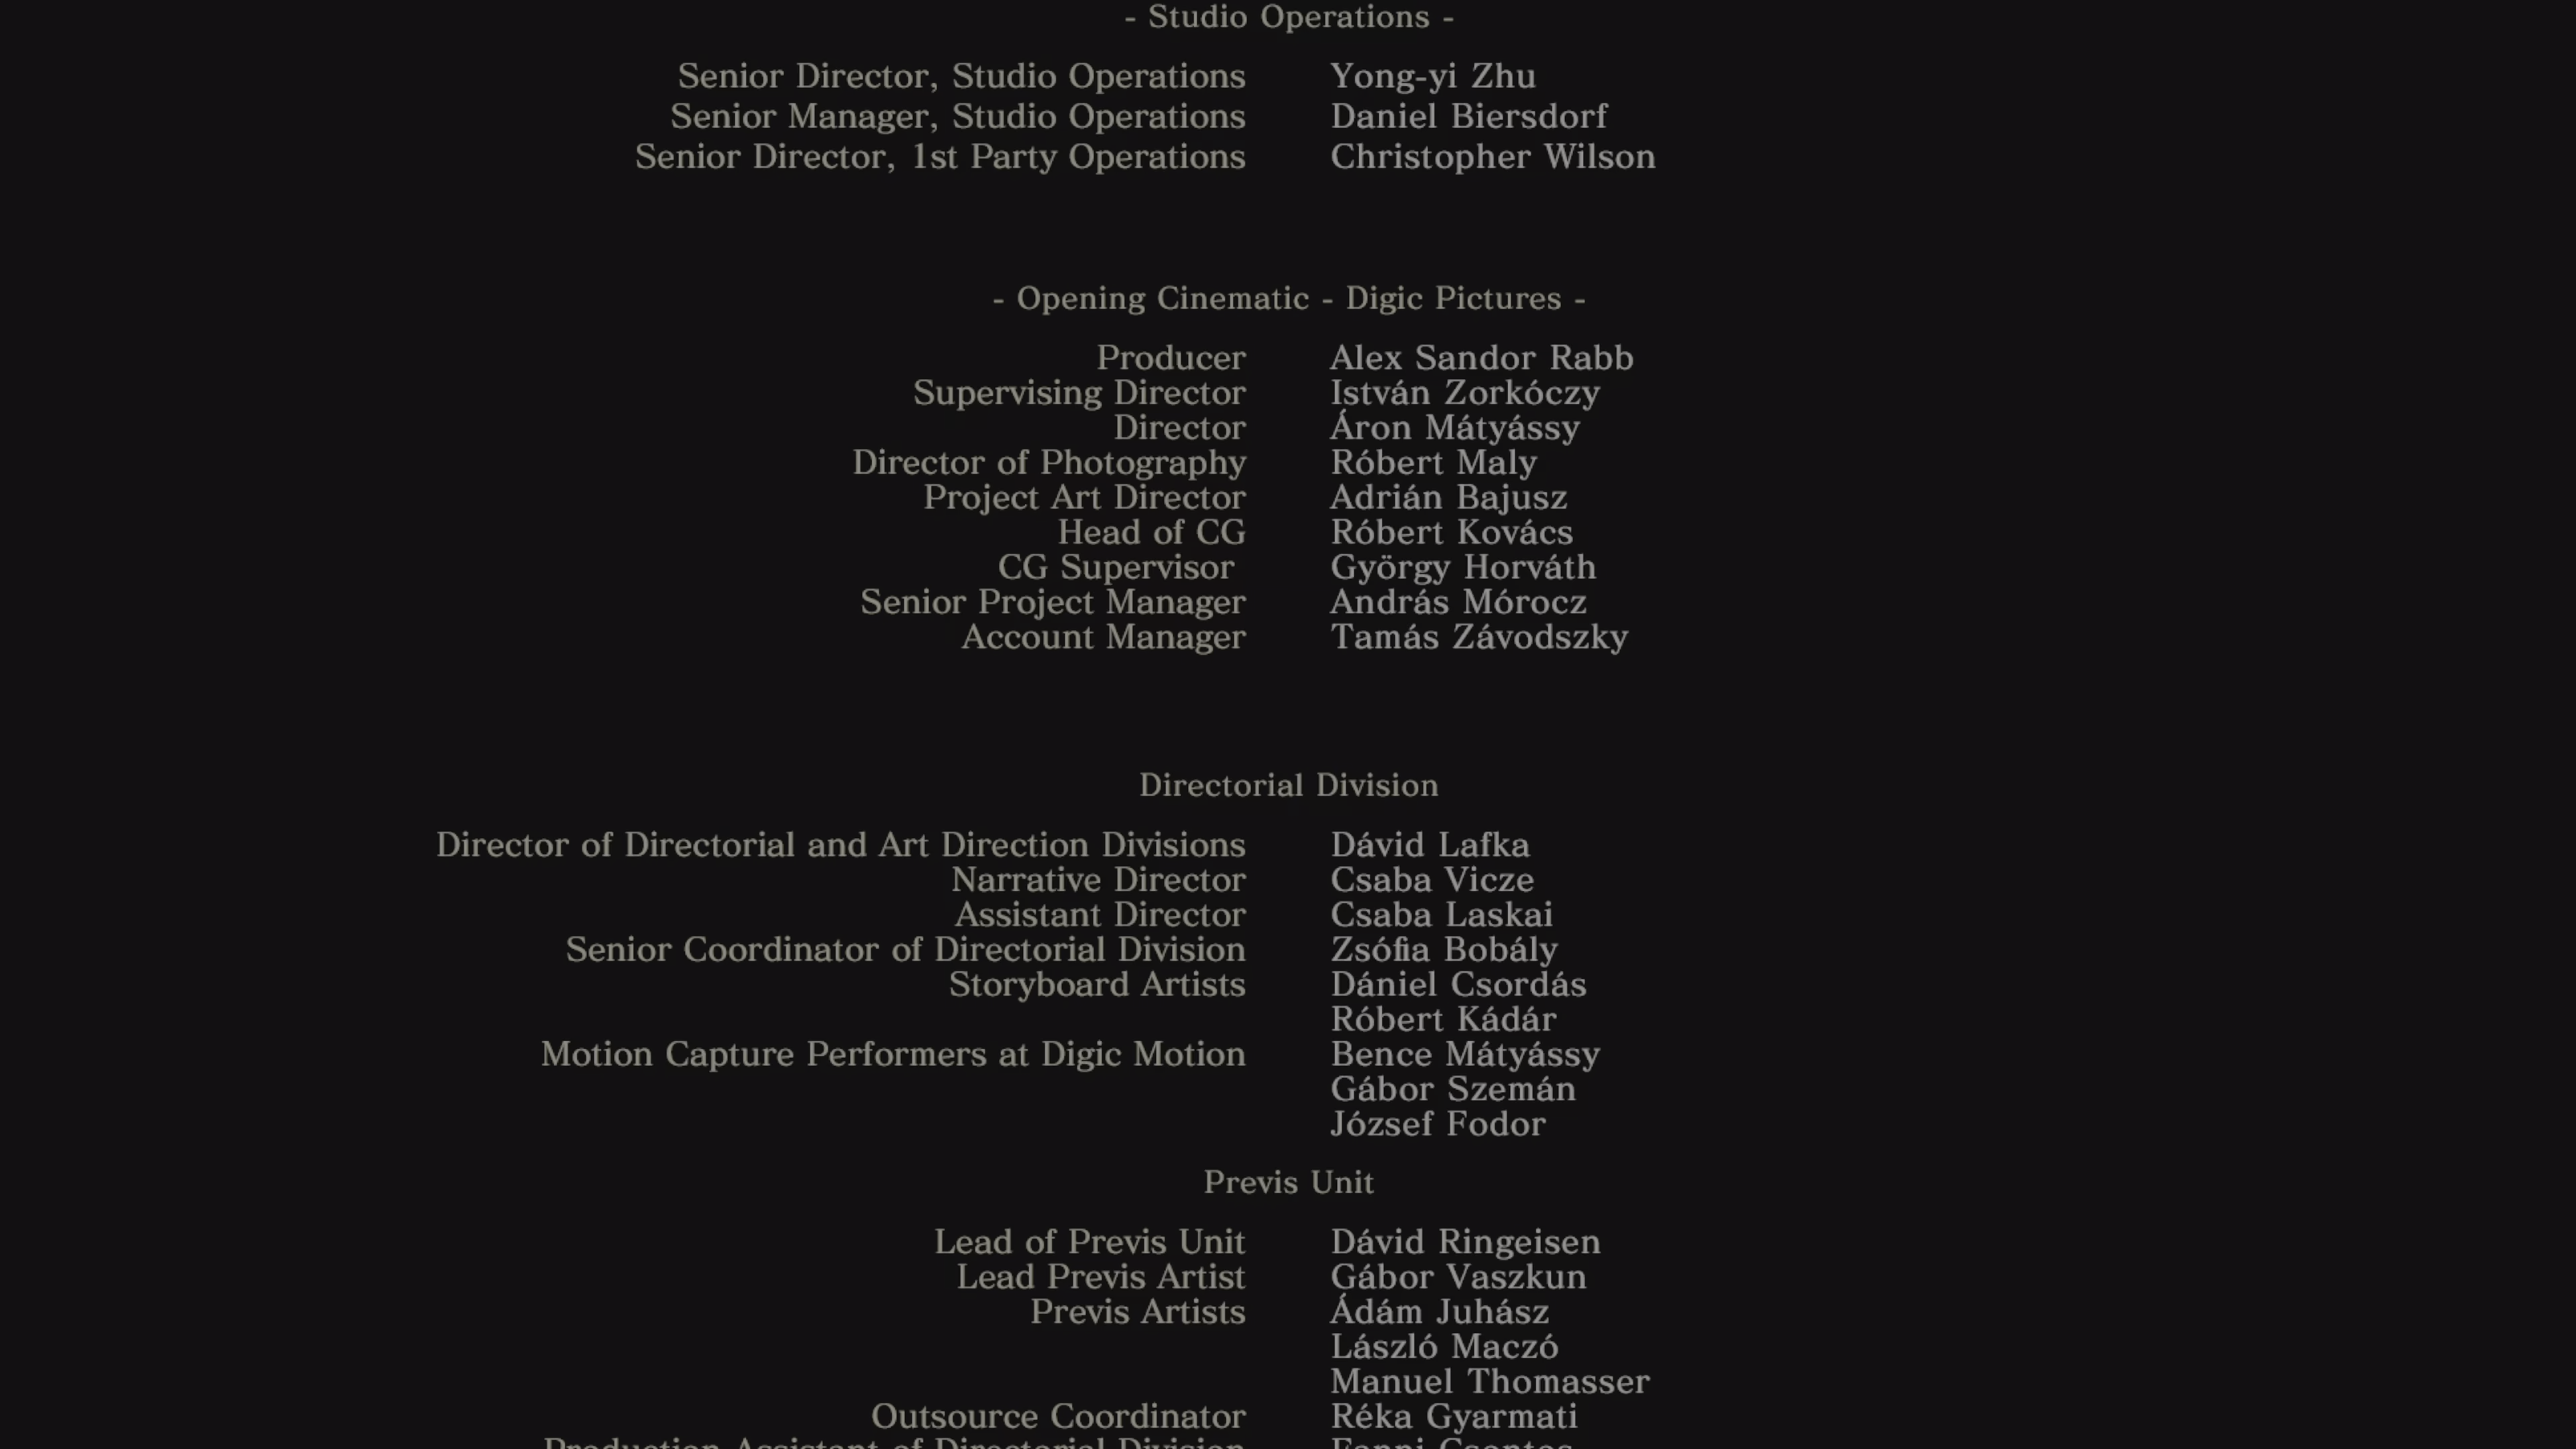 - Studio Operations -
Senior Director, Studio Operations Yong-yi Zhu
Senior Manager, Studio Operations Daniel Biersdorf
Senior Director, 1st Party Operations Christopher Wilson
- Opening Cinematic - Digic Pictures -
Producer Alex Sandor Rabb
Supervising Director István Zorkóczy
Director Áron Mátyássy
Director of Photography Róbert Maly
Project Art Director Adrián Bajusz
Head of CG Róbert Kovács
CG Supervisor György Horváth
Senior Project Manager András Mórocz
Account Manager Tamás Závodszky
Directorial Division
Director of Directorial and Art Direction Divisions Dávid Lafka
Narrative Director Csaba Vicze
Assistant Director Csaba Laskai
Senior Coordinator of Directorial Division Zsófia Bobály
Storyboard Artists Dániel Csordás
Róbert Kádár
Motion Capture Performers at Digic Motion Bence Mátyássy
Gábor Szemán
József Fodor
Previs Unit
Lead of Previs Unit Dávid Ringeisen
Lead Previs Artist Gábor Vaszkun
Previs Artists Ádám Juhász
László Maczó
Manuel Thomasser
Outsource Coordinator Réka Gyarmati
Production Assistant of Directorial Division